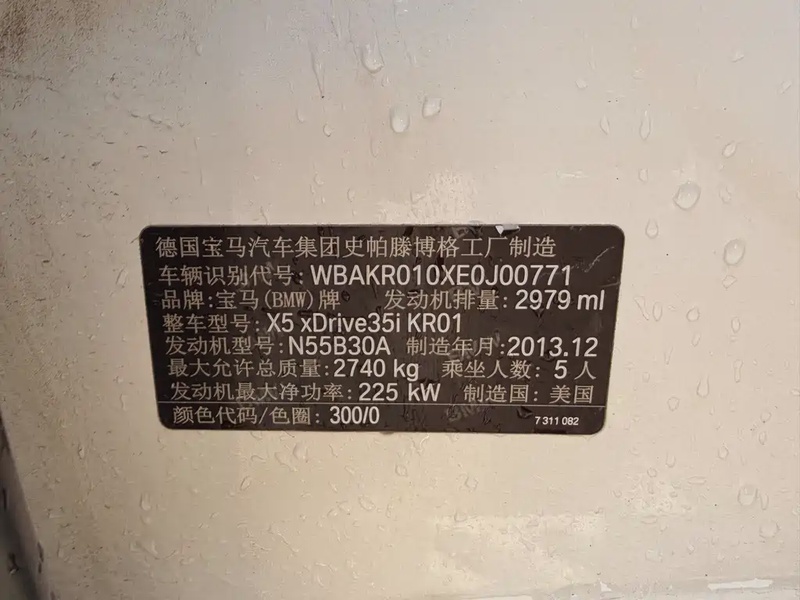 德国宝马汽车集团史帕滕博格工厂制造
车辆识别代号: WBAKR010XE0J00771
品牌:宝马(BMW)牌 发动机排量: 2979 ml
整车型号: X5 xDrive35i KR01
发动机型号: N55B30A 制造年月: 2013.12
最大允许总质量: 2740 kg 乘坐人数: 5 人
发动机最大净功率: 225 kW 制造国: 美国
颜色代码/色圈: 300/0 7 311 082